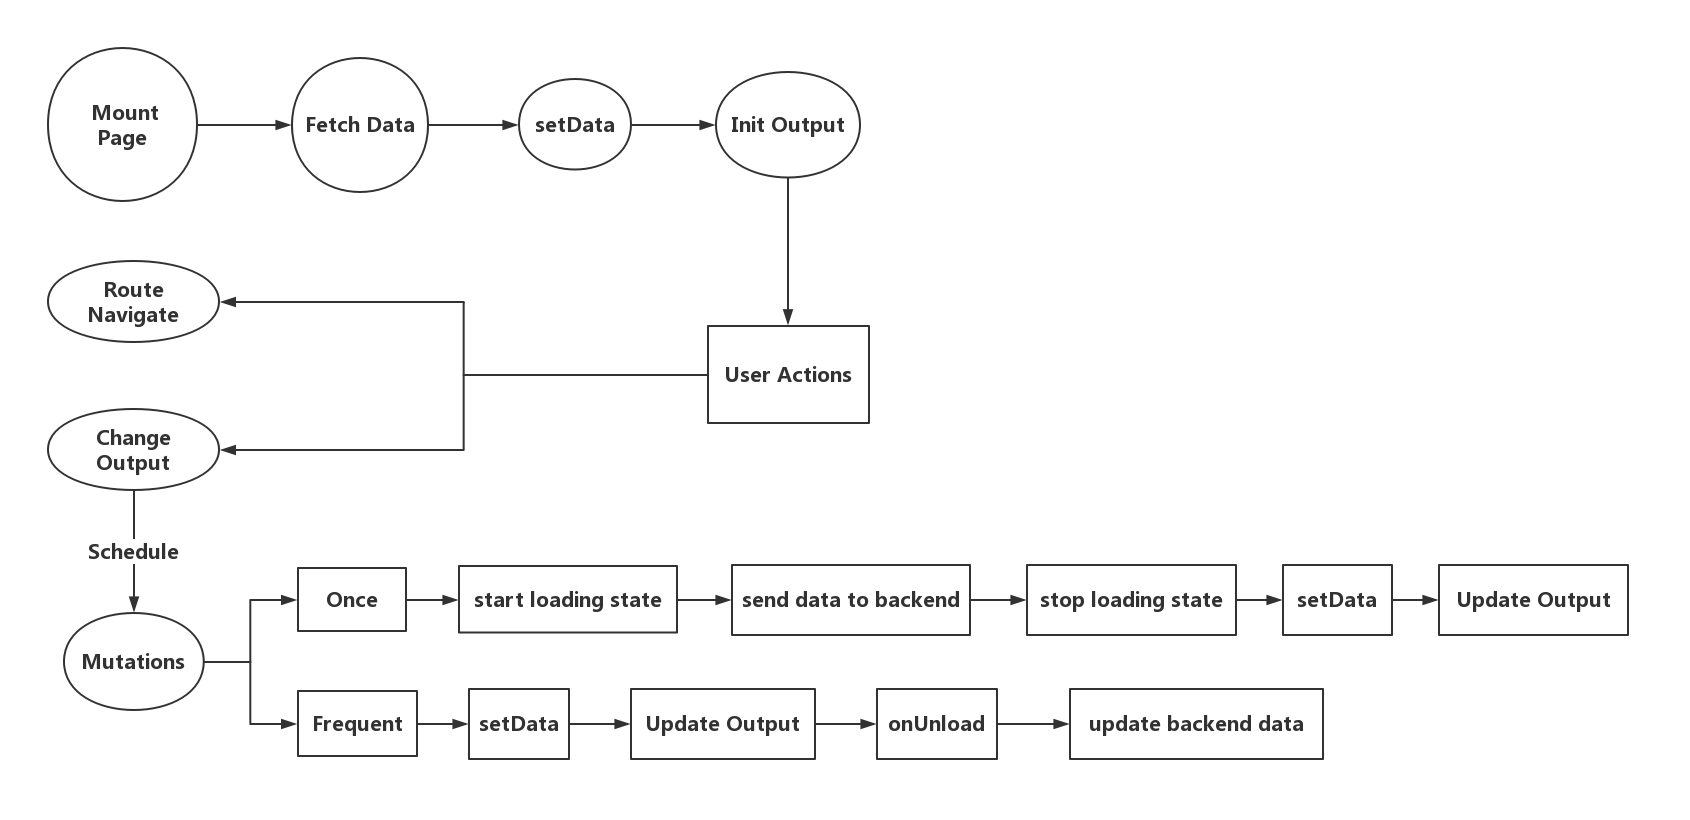 Mount
Page
Fetch Data
setData
Init Output
Route
Navigate
User Actions
Change
Output
Schedule
Once
start loading state
send data to backend
stop loading state
setData
Update Output
Mutations
Frequent
setData
Update Output
onUnload
update backend data